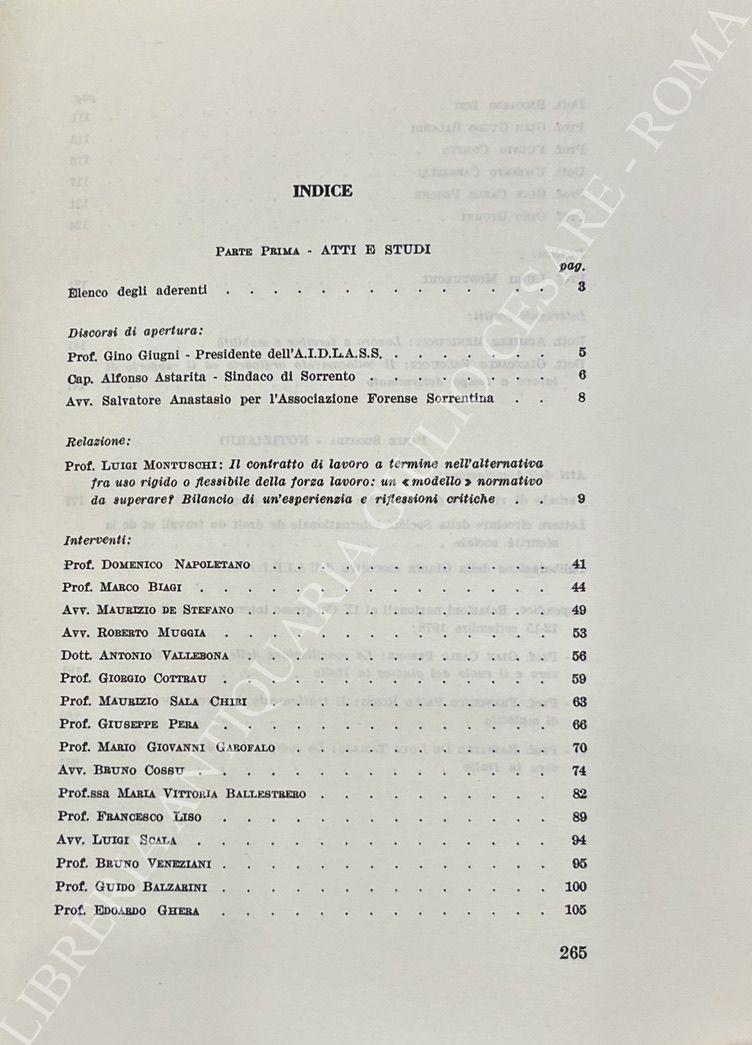 INDICE
PARTE PRIMA - ATTI E STUDI
pag.
Elenco degli aderenti . . . . . . . . . . . . . . 3
Discorsi di apertura:
Prof. Gino Giugni - Presidente dell'A.I.D.L.A.S.S. . . . . . . . 5
Cap. Alfonso Astarita - Sindaco di Sorrento . . . . . . . . 6
Avv. Salvatore Anastasio per l'Associazione Forense Sorrentina . . 8
Relazione:
Prof. LUIGI MONTUSCHI: Il contratto di lavoro a termine nell'alternativa
fra uso rigido o flessibile della forza lavoro: un «modello» normativo
da superare? Bilancio di un'esperienzia e riflessioni critiche . . 9
Interventi:
Prof. DOMENICO NAPOLETANO . . . . . . . . . . . . 41
Prof. MARCO BIAGI . . . . . . . . . . . . . . . 44
Avv. MAURIZIO DE STEFANO . . . . . . . . . . . . . 49
Avv. ROBERTO MUGGIA . . . . . . . . . . . . . . 53
Dott. ANTONIO VALLEBONA . . . . . . . . . . . . . 56
Prof. GIORGIO COTTRAU . . . . . . . . . . . . . . 59
Prof. MAURIZIO SALA CHIRI . . . . . . . . . . . . 63
Prof. GIUSEPPE PERA . . . . . . . . . . . . . . 66
Prof. MARIO GIOVANNI GAROFALO . . . . . . . . . . . 70
Avv. BRUNO COSSU . . . . . . . . . . . . . . . 74
Prof.ssa MARIA VITTORIA BALLESTRERO . . . . . . . . . . 82
Prof. FRANCESCO LISO . . . . . . . . . . . . . . 89
Avv. LUIGI SCALA . . . . . . . . . . . . . . . 94
Prof. BRUNO VENEZIANI . . . . . . . . . . . . . . 95
Prof. GUIDO BALZARINI . . . . . . . . . . . . . . 100
Prof. EDOARDO GHERA . . . . . . . . . . . . . . 105
265
LIBRERIA ANTIQUARIA GIULIO CESARE - ROMA